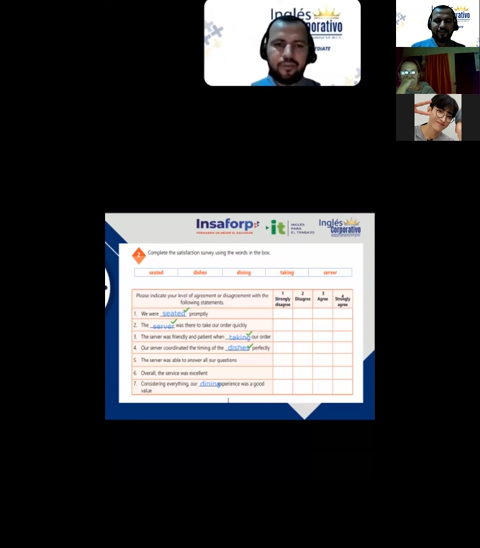 Inglés
Corporativo
Insafor
it
INGLÉS
PARA
EL TRABAJO
Inglés
Corporativo
2
Complete the satisfaction survey using the words in the box.
seated dishes dining taking server
Please indicate your level of agreement or disagreement with the following statements.
1 Strongly disagree
2 Disagree
3 Agree
4 Strongly agree
1. We were seated promptly
2. The server was there to take our order quickly
3. The server was friendly and patient when taking our order
4. Our server coordinated the timing of the dishes perfectly
5. The server was able to answer all our questions
6. Overall, the service was excellent
7. Considering everything, our dining experience was a good
value